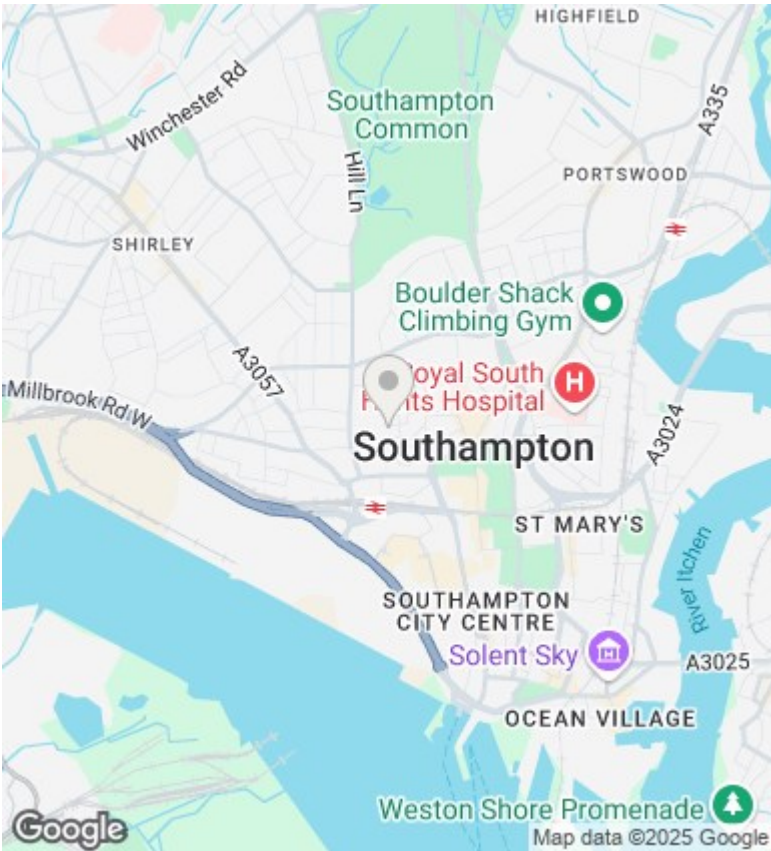 HIGHFIELD
Winchester Rd
Southampton
Common
A335
Hill Ln
PORTSWOOD
SHIRLEY
Boulder Shack
Climbing Gym
A3057
oyal South
H
ts Hospital
Millbrook Rd W
Southampton
A3024
ST MARY'S
River Itchen
SOUTHAMPTON
CITY CENTRE
Solent Sky
A3025
OCEAN VILLAGE
Weston Shore Promenade
Google
Map data ©2025 Google